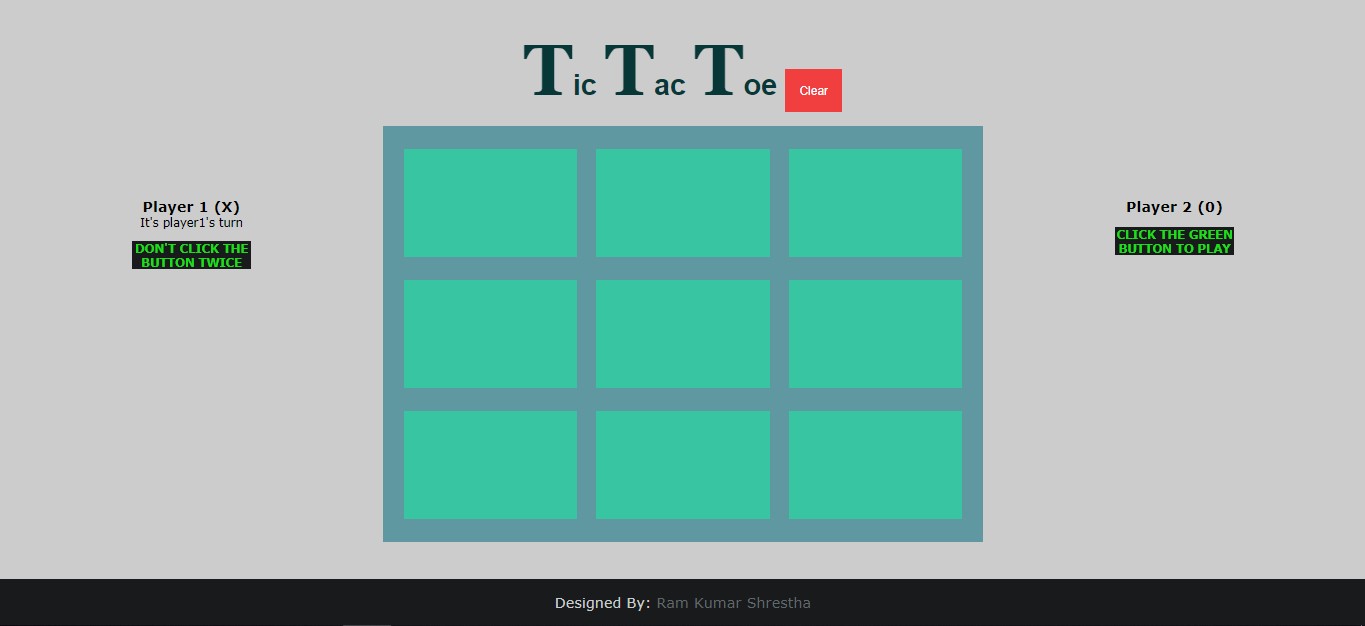 Tic Tac Toe
Clear
Player 1 (X)
It's player1's turn
DON'T CLICK THE
BUTTON TWICE
Player 2 (0)
CLICK THE GREEN
BUTTON TO PLAY
Designed By: Ram Kumar Shrestha